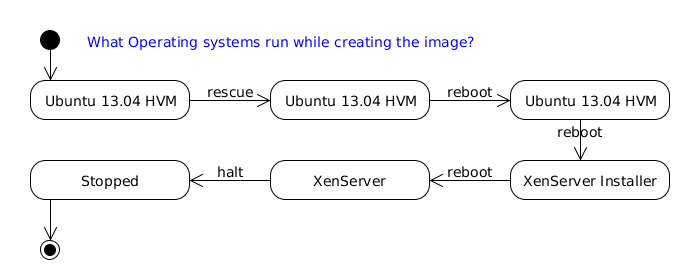 What Operating systems run while creating the image?
Ubuntu 13.04 HVM
rescue
Ubuntu 13.04 HVM
reboot
Ubuntu 13.04 HVM
reboot
XenServer Installer
reboot
XenServer
halt
Stopped